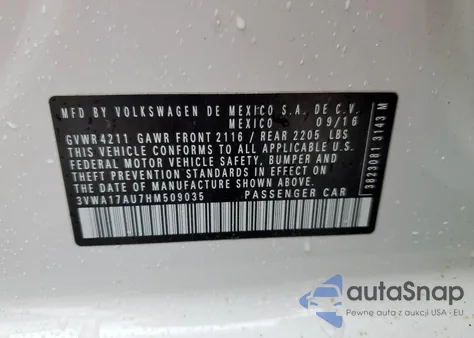 MFD BY VOLKSWAGEN DE MEXICO S.A. DE C.V.
MEXICO 09/16
GVWR 4211 GAWR FRONT 2116 / REAR 2205 LBS
THIS VEHICLE CONFORMS TO ALL APPLICABLE U.S.
FEDERAL MOTOR VEHICLE SAFETY, BUMPER AND
THEFT PREVENTION STANDARDS IN EFFECT ON
THE DATE OF MANUFACTURE SHOWN ABOVE.
3VWA17AU7HM509035 PASSENGER CAR
3823081 3143 M
autoSnap
Pewne auto z aukcji USA - EU